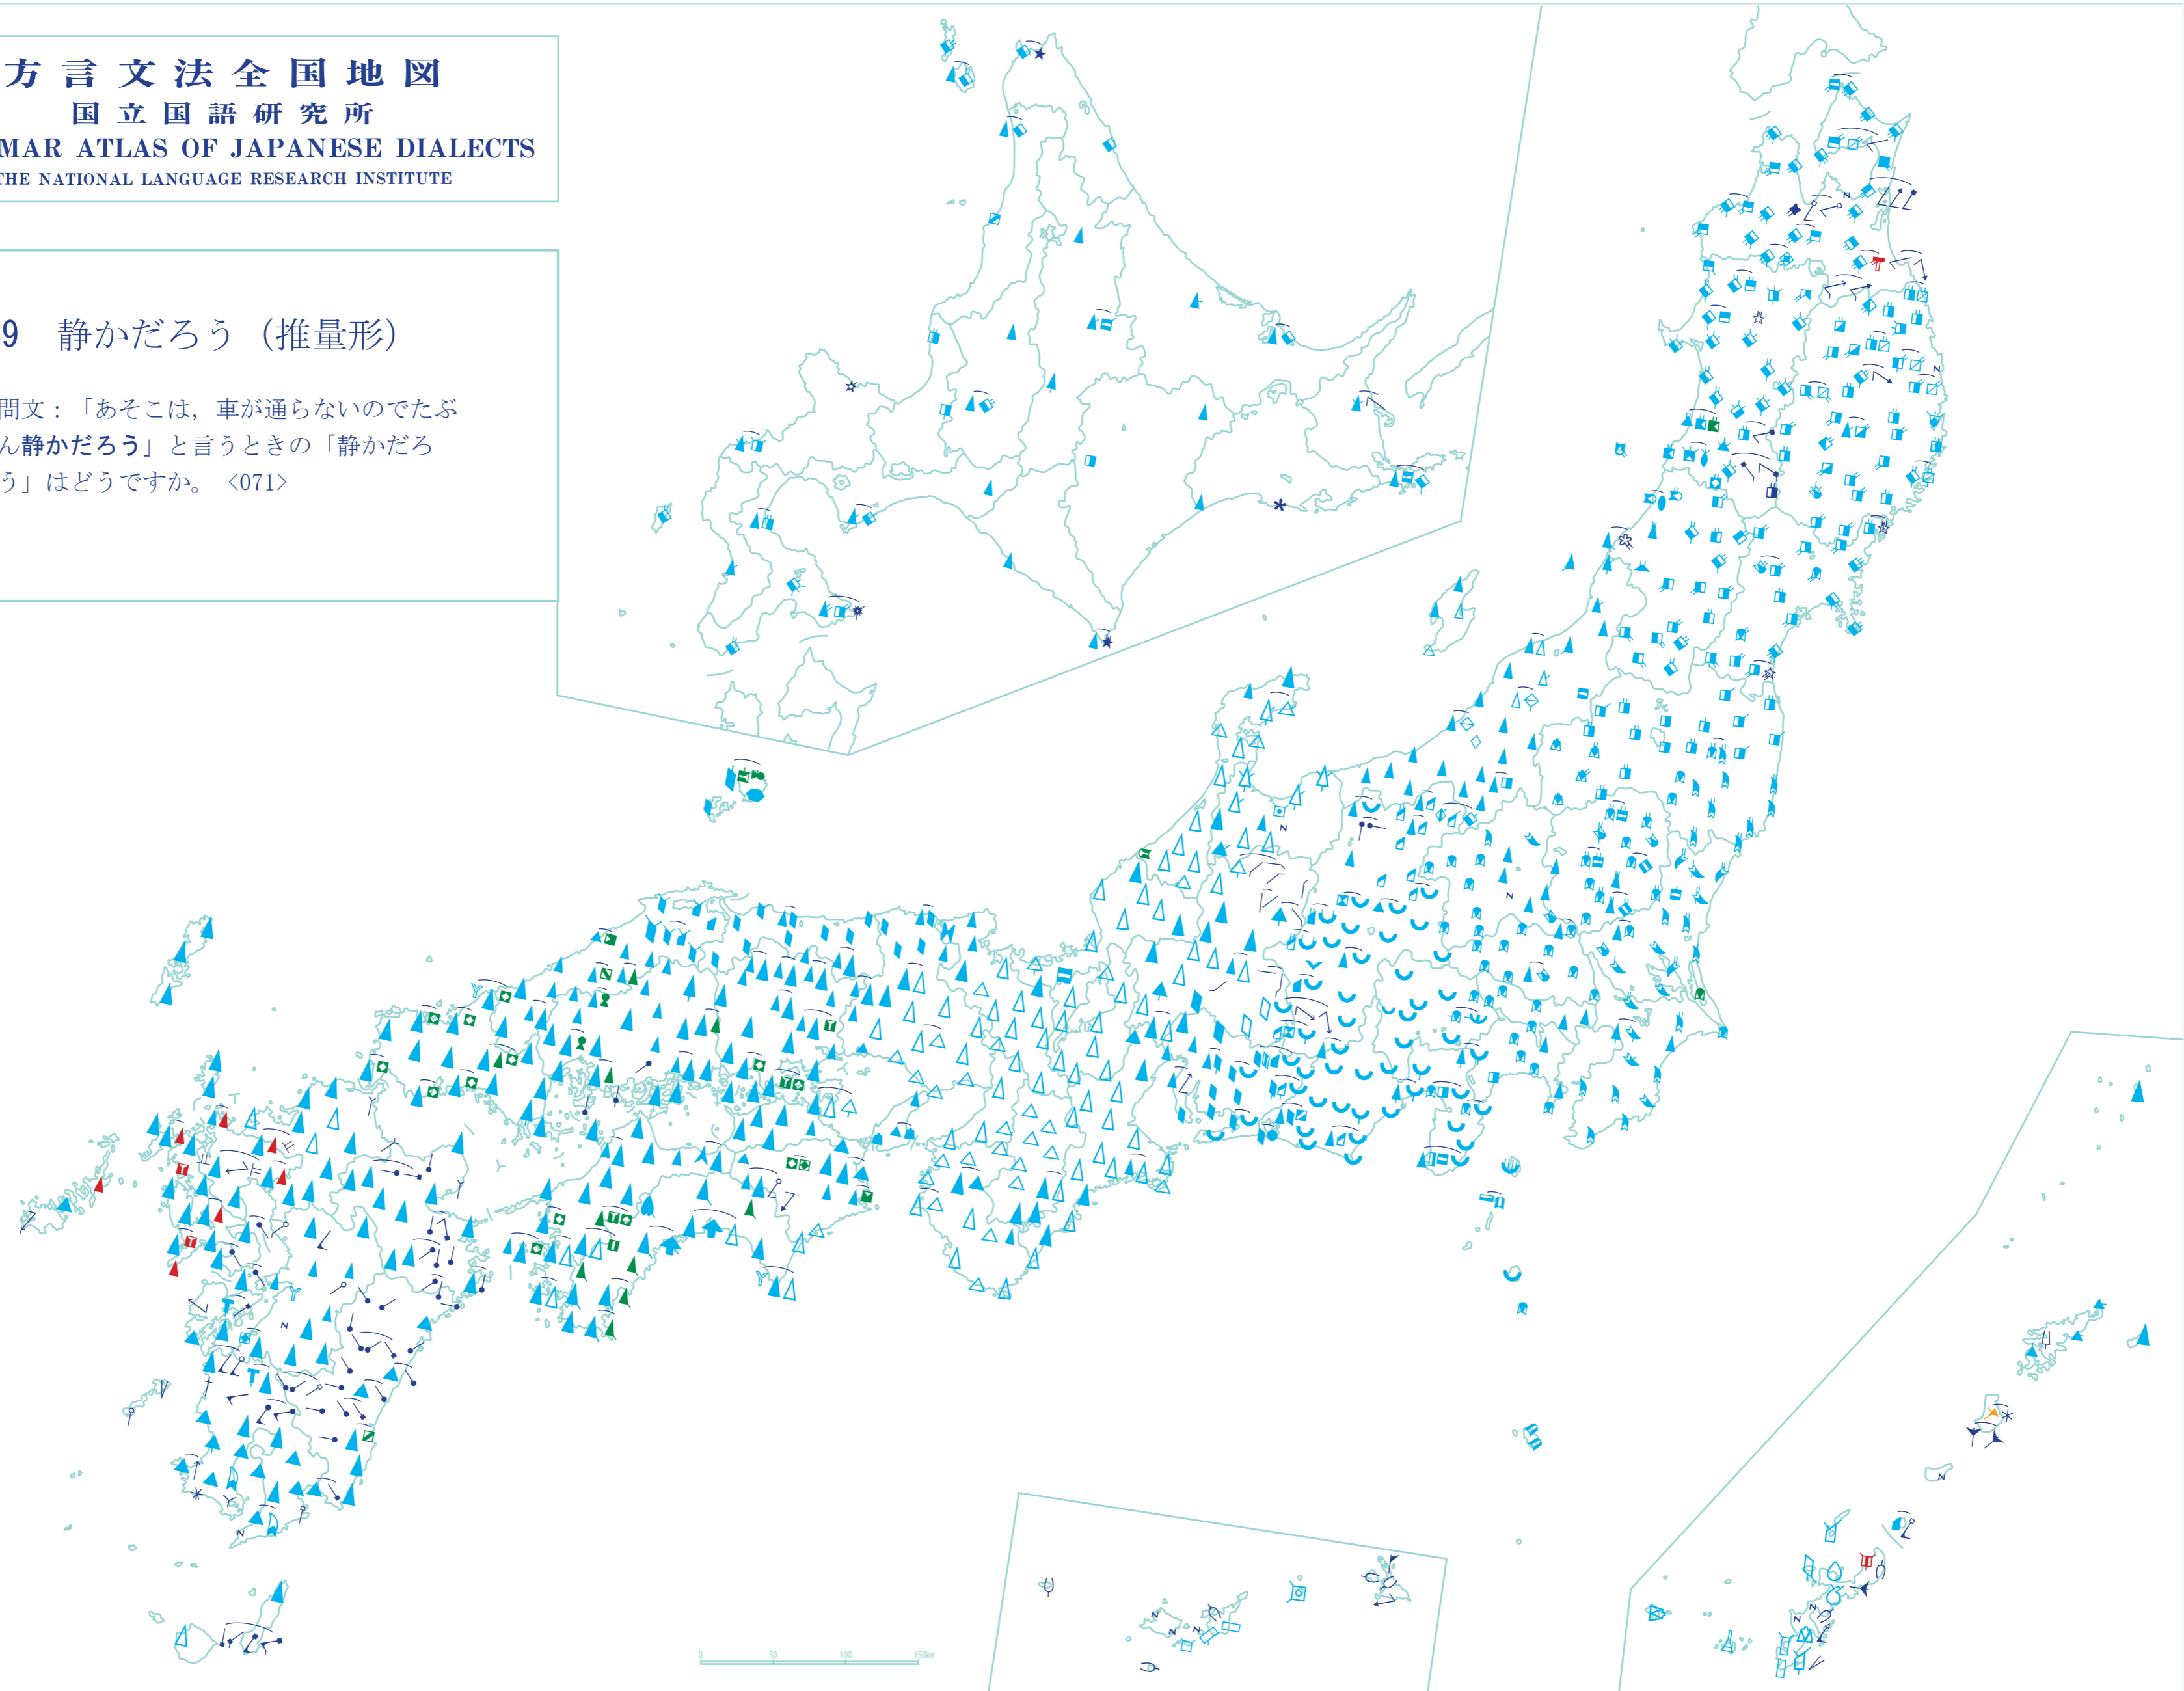 方言文法全国地図
国立国語研究所
MAR ATLAS OF JAPANESE DIALECTS
THE NATIONAL LANGUAGE RESEARCH INSTITUTE
9 静かだろう（推量形）
問文：「あそこは，車が通らないのでたぶ
ん静かだろう」と言うときの「静かだろ
う」はどうですか。〈071〉
0 50 100 150km